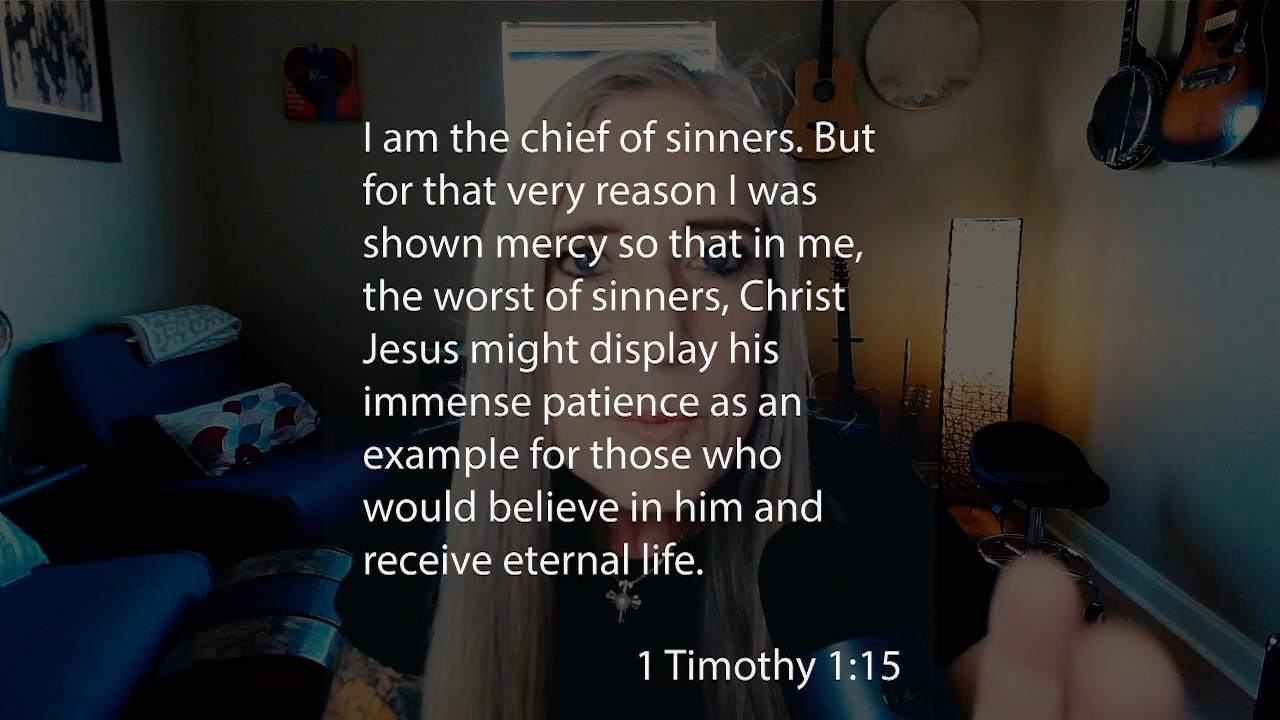 I am the chief of sinners. But
for that very reason I was
shown mercy so that in me,
the worst of sinners, Christ
Jesus might display his
immense patience as an
example for those who
would believe in him and
receive eternal life.
1 Timothy 1:15